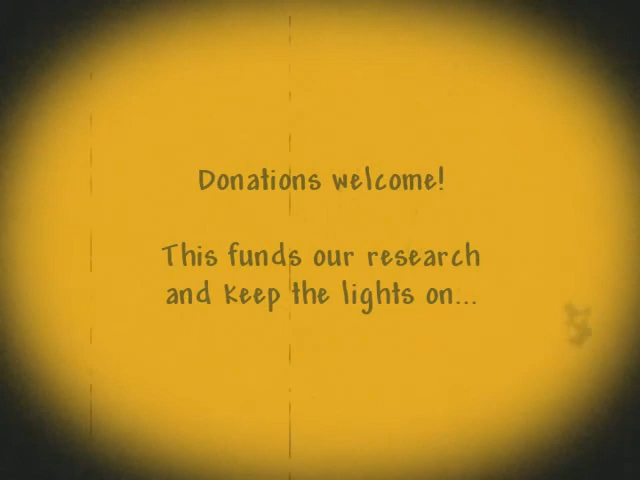 Donations welcome!
This funds our research
and keep the lights on...